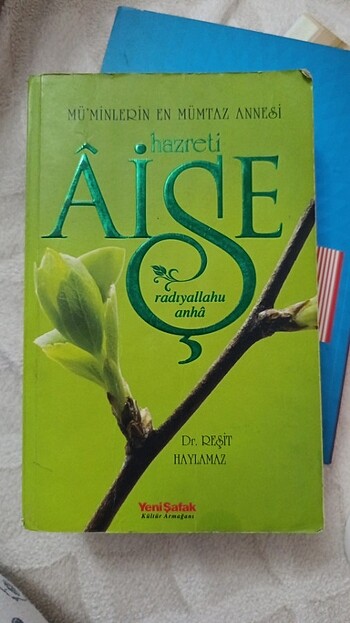 MÜ'MİNLERİN EN MÜMTAZ ANNESİ
hazreti
ÂİŞE
radıyallahu
anhâ
Dr. REŞİT
HAYLAMAZ
YeniŞafak
Kültür Armağanı